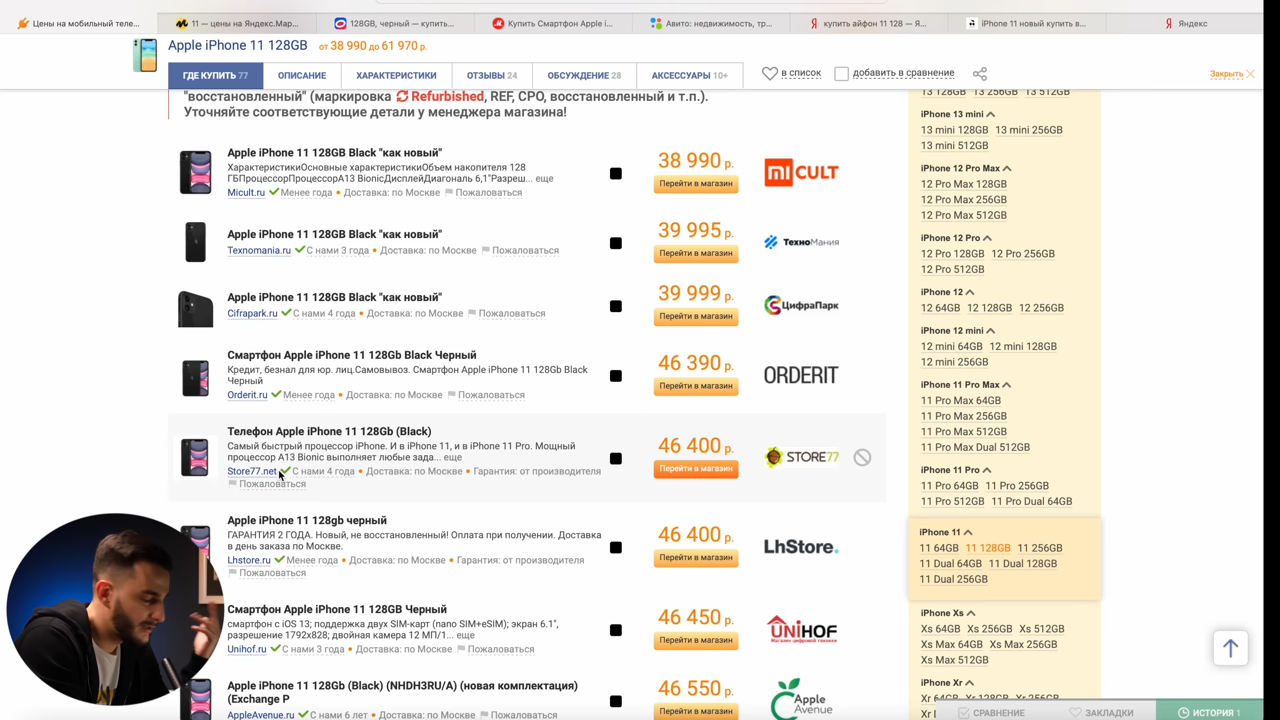 Цены на мобильные теле...
11 — цены на Яндекс.Мар...
128GB, черный — купить...
Купить Смартфон Apple i...
Авито: недвижимость, тр...
купить айфон 11 128 — Я...
iPhone 11 новый купить в...
Яндекс
Apple iPhone 11 128GB от 38 990 до 61 970 р.
ГДЕ КУПИТЬ 77 ОПИСАНИЕ ХАРАКТЕРИСТИКИ ОТЗЫВЫ 24 ОБСУЖДЕНИЕ 28 АКСЕССУАРЫ 10+
в список добавить в сравнение Закрыть
"восстановленный" (маркировка Refurbished, REF, CPO, восстановленный и т.п.).
Уточняйте соответствующие детали у менеджера магазина!
Apple iPhone 11 128GB Black "как новый"
ХарактеристикиОсновные характеристикиОбъем накопителя 128
ГБПроцессорПроцессорA13 BionicДисплейДиагональ 6,1"Разреш... еще
Micult.ru Менее года • Доставка: по Москве Пожаловаться
38 990 р.
Перейти в магазин
MI CULT
Apple iPhone 11 128GB Black "как новый"
Texnomania.ru С нами 3 года • Доставка: по Москве Пожаловаться
39 995 р.
Перейти в магазин
ТехноМания
Apple iPhone 11 128GB Black "как новый"
Cifrapark.ru С нами 4 года • Доставка: по Москве Пожаловаться
39 999 р.
Перейти в магазин
ЦифраПарк
Смартфон Apple iPhone 11 128Gb Black Черный
Кредит, безнал для юр. лиц.Самовывоз. Смартфон Apple iPhone 11 128Gb Black
Черный
Orderit.ru Менее года • Доставка: по Москве Пожаловаться
46 390 р.
Перейти в магазин
ORDERIT
Телефон Apple iPhone 11 128Gb (Black)
Самый быстрый процессор iPhone. И в iPhone 11, и в iPhone 11 Pro. Мощный
процессор A13 Bionic выполняет любые зада... еще
Store77.net С нами 4 года • Доставка: по Москве • Гарантия: от производителя
Пожаловаться
46 400 р.
Перейти в магазин
STORE77
Apple iPhone 11 128gb черный
ГАРАНТИЯ 2 ГОДА. Новый, не восстановленный! Оплата при получении. Доставка
в день заказа по Москве.
Lhstore.ru Менее года • Доставка: по Москве • Гарантия: от производителя
Пожаловаться
46 400 р.
Перейти в магазин
LhStore.
Смартфон Apple iPhone 11 128GB Черный
смартфон с iOS 13; поддержка двух SIM-карт (nano SIM+eSIM); экран 6.1",
разрешение 1792x828; двойная камера 12 МП/1... еще
Unihof.ru С нами 3 года • Доставка: по Москве Пожаловаться
46 450 р.
Перейти в магазин
UNIHOF
Магазин цифровой техники
Apple iPhone 11 128Gb (Black) (NHDH3RU/A) (новая комплектация)
(Exchange P
AppleAvenue.ru С нами 6 лет • Доставка: по Москве Пожаловаться
46 550 р.
Перейти в магазин
Apple
Avenue
13 128GB 13 256GB 13 512GB
iPhone 13 mini
13 mini 128GB 13 mini 256GB
13 mini 512GB
iPhone 12 Pro Max
12 Pro Max 128GB
12 Pro Max 256GB
12 Pro Max 512GB
iPhone 12 Pro
12 Pro 128GB 12 Pro 256GB
12 Pro 512GB
iPhone 12
12 64GB 12 128GB 12 256GB
iPhone 12 mini
12 mini 64GB 12 mini 128GB
12 mini 256GB
iPhone 11 Pro Max
11 Pro Max 64GB
11 Pro Max 256GB
11 Pro Max 512GB
11 Pro Max Dual 512GB
iPhone 11 Pro
11 Pro 64GB 11 Pro 256GB
11 Pro 512GB 11 Pro Dual 64GB
iPhone 11
11 64GB 11 128GB 11 256GB
11 Dual 64GB 11 Dual 128GB
11 Dual 256GB
iPhone Xs
Xs 64GB Xs 256GB Xs 512GB
Xs Max 64GB Xs Max 256GB
Xs Max 512GB
iPhone Xr
Xr 64GB Xr 128GB Xr 256GB
СРАВНЕНИЕ ЗАКЛАДКИ ИСТОРИЯ 1